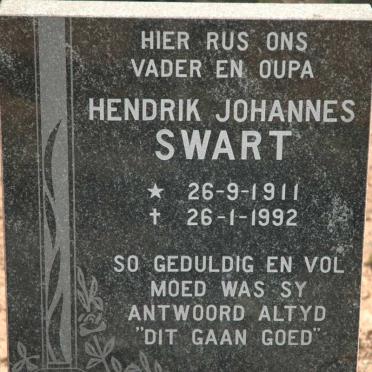 HIER RUS ONS
VADER EN OUPA
HENDRIK JOHANNES
SWART
★ 26-9-1911
† 26-1-1992
SO GEDULDIG EN VOL
MOED WAS SY
ANTWOORD ALTYD
"DIT GAAN GOED"